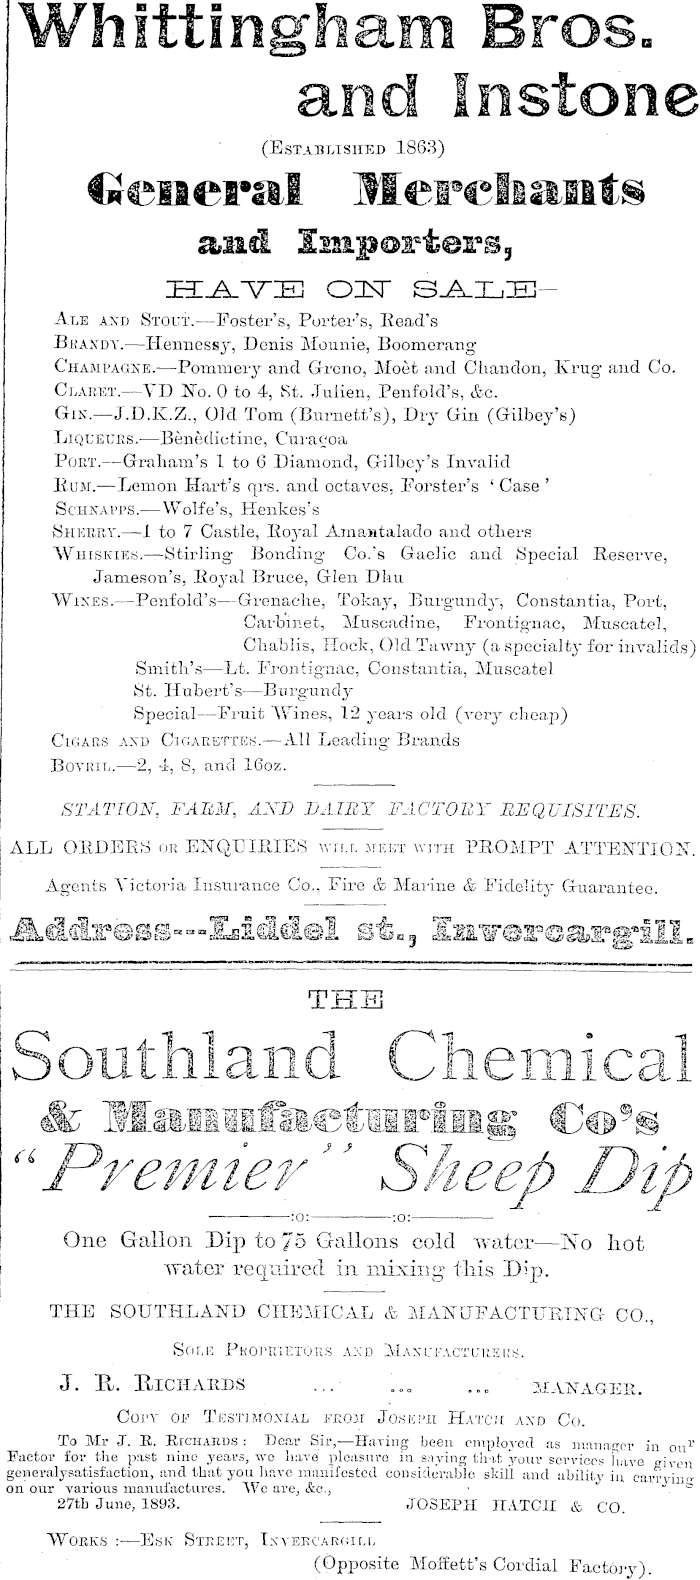 Whittingham Bros.
and Instone
(ESTABLISHED 1863)
General Merchants
and Importers,
HAVE ON SALE—
ALE AND STOUT.—Foster's, Porter's, Read's
BRANDY.—Hennessy, Denis Mounie, Boomerang
CHAMPAGNE.—Pommery and Greno, Moèt and Chandon, Krug and Co.
CLARET.—VD No. 0 to 4, St. Julien, Penfold's, &c.
GIN.—J.D.K.Z., Old Tom (Burnett's), Dry Gin (Gilbey's)
LIQUEURS.—Bènèdictine, Curaçoa
PORT.—Graham's 1 to 6 Diamond, Gilbey's Invalid
RUM.—Lemon Hart's qrs. and octaves, Forster's 'Case'
SCHNAPPS.—Wolfe's, Henkes's
SHERRY.—1 to 7 Castle, Royal Amantalado and others
WHISKIES.—Stirling Bonding Co.'s Gaelic and Special Reserve,
Jameson's, Royal Bruce, Glen Dhu
WINES.—Penfold's—Grenache, Tokay, Burgundy, Constantia, Port,
Carbinet, Muscadine, Frontignac, Muscatel,
Chablis, Hock, Old Tawny (a specialty for invalids)
Smith's—Lt. Frontignac, Constantia, Muscatel
St. Hubert's—Burgundy
Special—Fruit Wines, 12 years old (very cheap)
CIGARS AND CIGARETTES.—All Leading Brands
BOVRIL.—2, 4, 8, and 16oz.
STATION, FARM, AND DAIRY FACTORY REQUISITES.
ALL ORDERS OR ENQUIRIES WILL MEET WITH PROMPT ATTENTION.
Agents Victoria Insurance Co., Fire & Marine & Fidelity Guarantee.
Address---Liddel st., Invercargill.
THE
Southland Chemical
& Manufacturing Co's
"Premier" Sheep Dip
:o: :o:
One Gallon Dip to 75 Gallons cold water—No hot
water required in mixing this Dip.
THE SOUTHLAND CHEMICAL & MANUFACTURING CO.,
SOLE PROPRIETORS AND MANUFACTURERS.
J. R. RICHARDS ... ... ... MANAGER.
COPY OF TESTIMONIAL FROM JOSEPH HATCH AND CO.
To Mr J. R. RICHARDS: Dear Sir,—Having been employed as manager in our
Factor for the past nine years, we have pleasure in saying that your services have given
generalysatisfaction, and that you have manifested considerable skill and ability in carrying
on our various manufactures. We are, &c.,
27th June, 1893. JOSEPH HATCH & CO.
WORKS:—ESK STREET, INVERCARGILL
(Opposite Moffett's Cordial Factory).